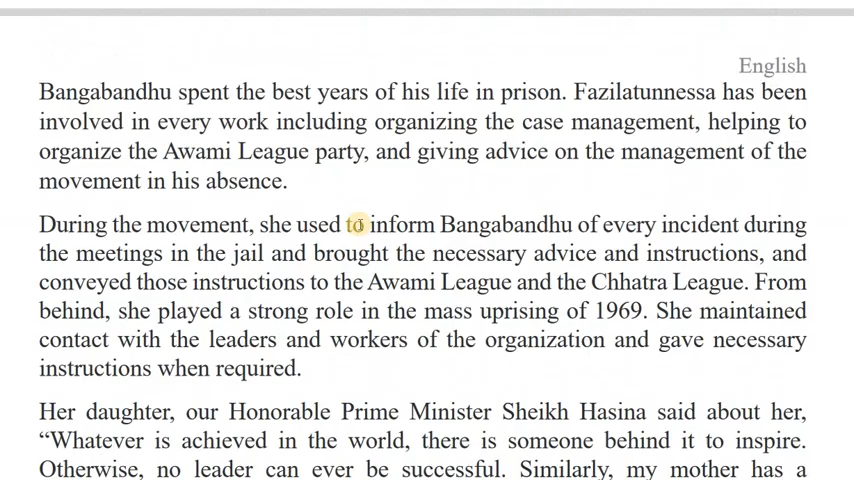 English
Bangabandhu spent the best years of his life in prison. Fazilatunnessa has been
involved in every work including organizing the case management, helping to
organize the Awami League party, and giving advice on the management of the
movement in his absence.
During the movement, she used to inform Bangabandhu of every incident during
the meetings in the jail and brought the necessary advice and instructions, and
conveyed those instructions to the Awami League and the Chhatra League. From
behind, she played a strong role in the mass uprising of 1969. She maintained
contact with the leaders and workers of the organization and gave necessary
instructions when required.
Her daughter, our Honorable Prime Minister Sheikh Hasina said about her,
“Whatever is achieved in the world, there is someone behind it to inspire.
Otherwise, no leader can ever be successful. Similarly, my mother has a